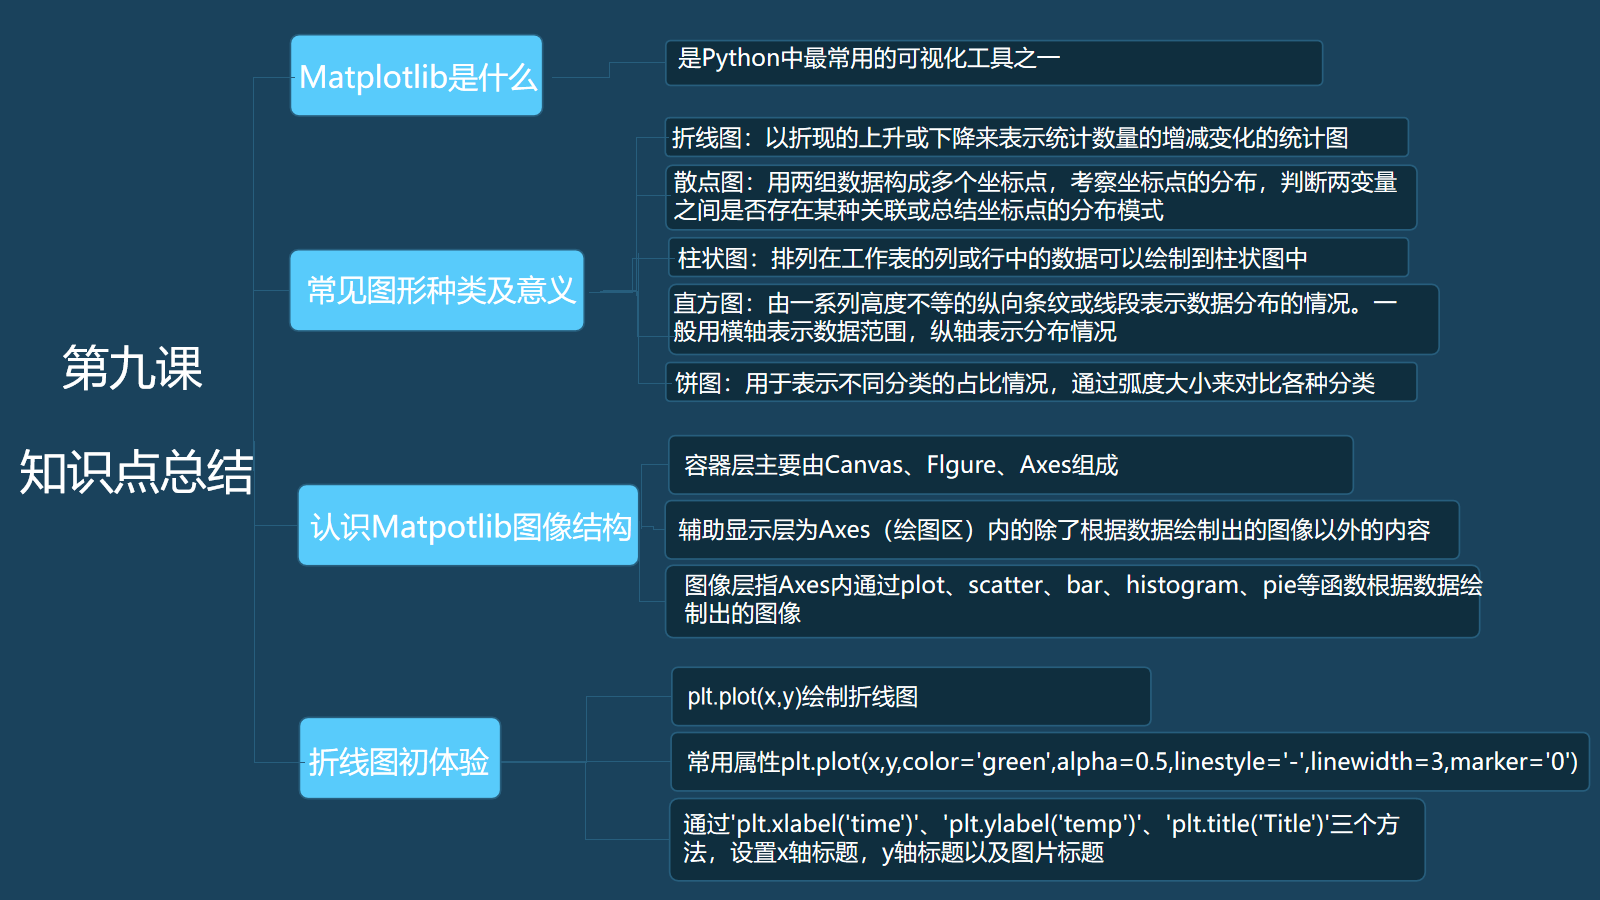 第九课
知识点总结
Matplotlib是什么
是Python中最常用的可视化工具之一
常见图形种类及意义
折线图：以折现的上升或下降来表示统计数量的增减变化的统计图
散点图：用两组数据构成多个坐标点，考察坐标点的分布，判断两变量
之间是否存在某种关联或总结坐标点的分布模式
柱状图：排列在工作表的列或行中的数据可以绘制到柱状图中
直方图：由一系列高度不等的纵向条纹或线段表示数据分布的情况。一
般用横轴表示数据范围，纵轴表示分布情况
饼图：用于表示不同分类的占比情况，通过弧度大小来对比各种分类
认识Matpotlib图像结构
容器层主要由Canvas、FIgure、Axes组成
辅助显示层为Axes（绘图区）内的除了根据数据绘制出的图像以外的内容
图像层指Axes内通过plot、scatter、bar、histogram、pie等函数根据数据绘
制出的图像
折线图初体验
plt.plot(x,y)绘制折线图
常用属性plt.plot(x,y,color='green',alpha=0.5,linestyle='-',linewidth=3,marker='0')
通过'plt.xlabel('time')'、'plt.ylabel('temp')'、'plt.title('Title')'三个方
法，设置x轴标题，y轴标题以及图片标题